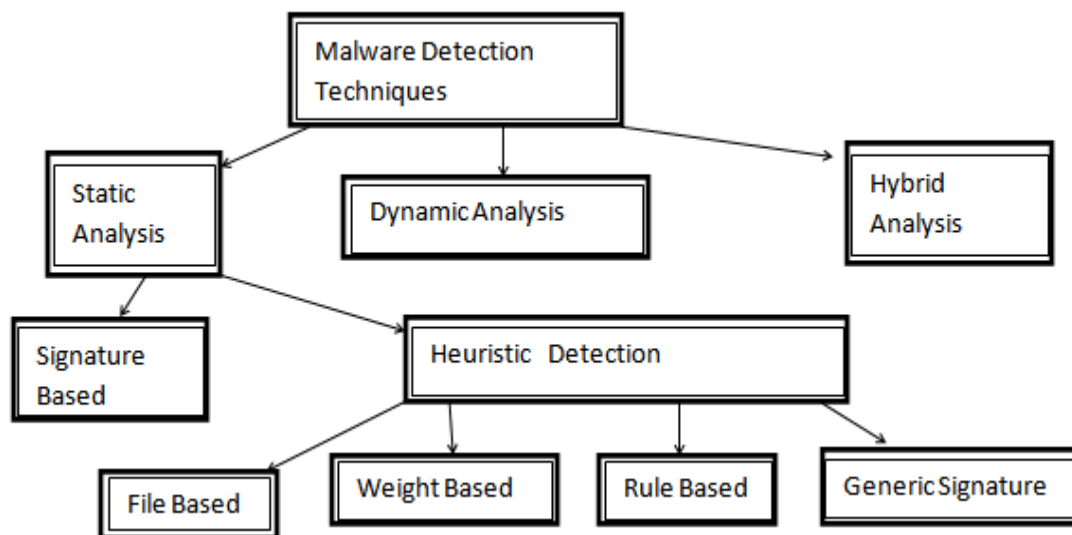 Malware Detection
Techniques
Static
Analysis
Dynamic Analysis
Hybrid
Analysis
Signature
Based
Heuristic Detection
File Based
Weight Based
Rule Based
Generic Signature